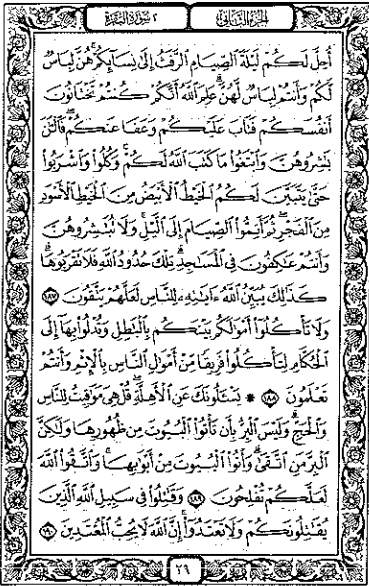 الجزء الثاني
٢ سورة البقرة
أُحِلَّ لَكُمْ لَيْلَةَ ٱلصِّيَامِ ٱلرَّفَثُ إِلَىٰ نِسَآئِكُمْ ۚ هُنَّ لِبَاسٌ
لَّكُمْ وَأَنتُمْ لِبَاسٌ لَّهُنَّ ۗ عَلِمَ ٱللَّهُ أَنَّكُمْ كُنتُمْ تَخْتَانُونَ
أَنفُسَكُمْ فَتَابَ عَلَيْكُمْ وَعَفَا عَنكُمْ ۖ فَٱلْـَٰٔنَ
بَٰشِرُوهُنَّ وَٱبْتَغُوا۟ مَا كَتَبَ ٱللَّهُ لَكُمْ ۚ وَكُلُوا۟ وَٱشْرَبُوا۟
حَتَّىٰ يَتَبَيَّنَ لَكُمُ ٱلْخَيْطُ ٱلْأَبْيَضُ مِنَ ٱلْخَيْطِ ٱلْأَسْوَدِ
مِنَ ٱلْفَجْرِ ۖ ثُمَّ أَتِمُّوا۟ ٱلصِّيَامَ إِلَى ٱلَّيْلِ ۚ وَلَا تُبَٰشِرُوهُنَّ
وَأَنتُمْ عَٰكِفُونَ فِى ٱلْمَسَٰجِدِ ۗ تِلْكَ حُدُودُ ٱللَّهِ فَلَا تَقْرَبُوهَا ۗ
كَذَٰلِكَ يُبَيِّنُ ٱللَّهُ ءَايَٰتِهِۦ لِلنَّاسِ لَعَلَّهُمْ يَتَّقُونَ ١٨٧
وَلَا تَأْكُلُوٓا۟ أَمْوَٰلَكُم بَيْنَكُم بِٱلْبَٰطِلِ وَتُدْلُوا۟ بِهَآ إِلَى
ٱلْحُكَّامِ لِتَأْكُلُوا۟ فَرِيقًا مِّنْ أَمْوَٰلِ ٱلنَّاسِ بِٱلْإِثْمِ وَأَنتُمْ
تَعْلَمُونَ ١٨٨ * يَسْـَٔلُونَكَ عَنِ ٱلْأَهِلَّةِ ۖ قُلْ هِىَ مَوَٰقِيتُ لِلنَّاسِ
وَٱلْحَجِّ ۗ وَلَيْسَ ٱلْبِرُّ بِأَن تَأْتُوا۟ ٱلْبُيُوتَ مِن ظُهُورِهَا وَلَٰكِنَّ
ٱلْبِرَّ مَنِ ٱتَّقَىٰ ۗ وَأْتُوا۟ ٱلْبُيُوتَ مِنْ أَبْوَٰبِهَا ۚ وَٱتَّقُوا۟ ٱللَّهَ
لَعَلَّكُمْ تُفْلِحُونَ ١٨٩ وَقَٰتِلُوا۟ فِى سَبِيلِ ٱللَّهِ ٱلَّذِينَ
يُقَٰتِلُونَكُمْ وَلَا تَعْتَدُوٓا۟ ۚ إِنَّ ٱللَّهَ لَا يُحِبُّ ٱلْمُعْتَدِينَ ١٩٠
٢٩